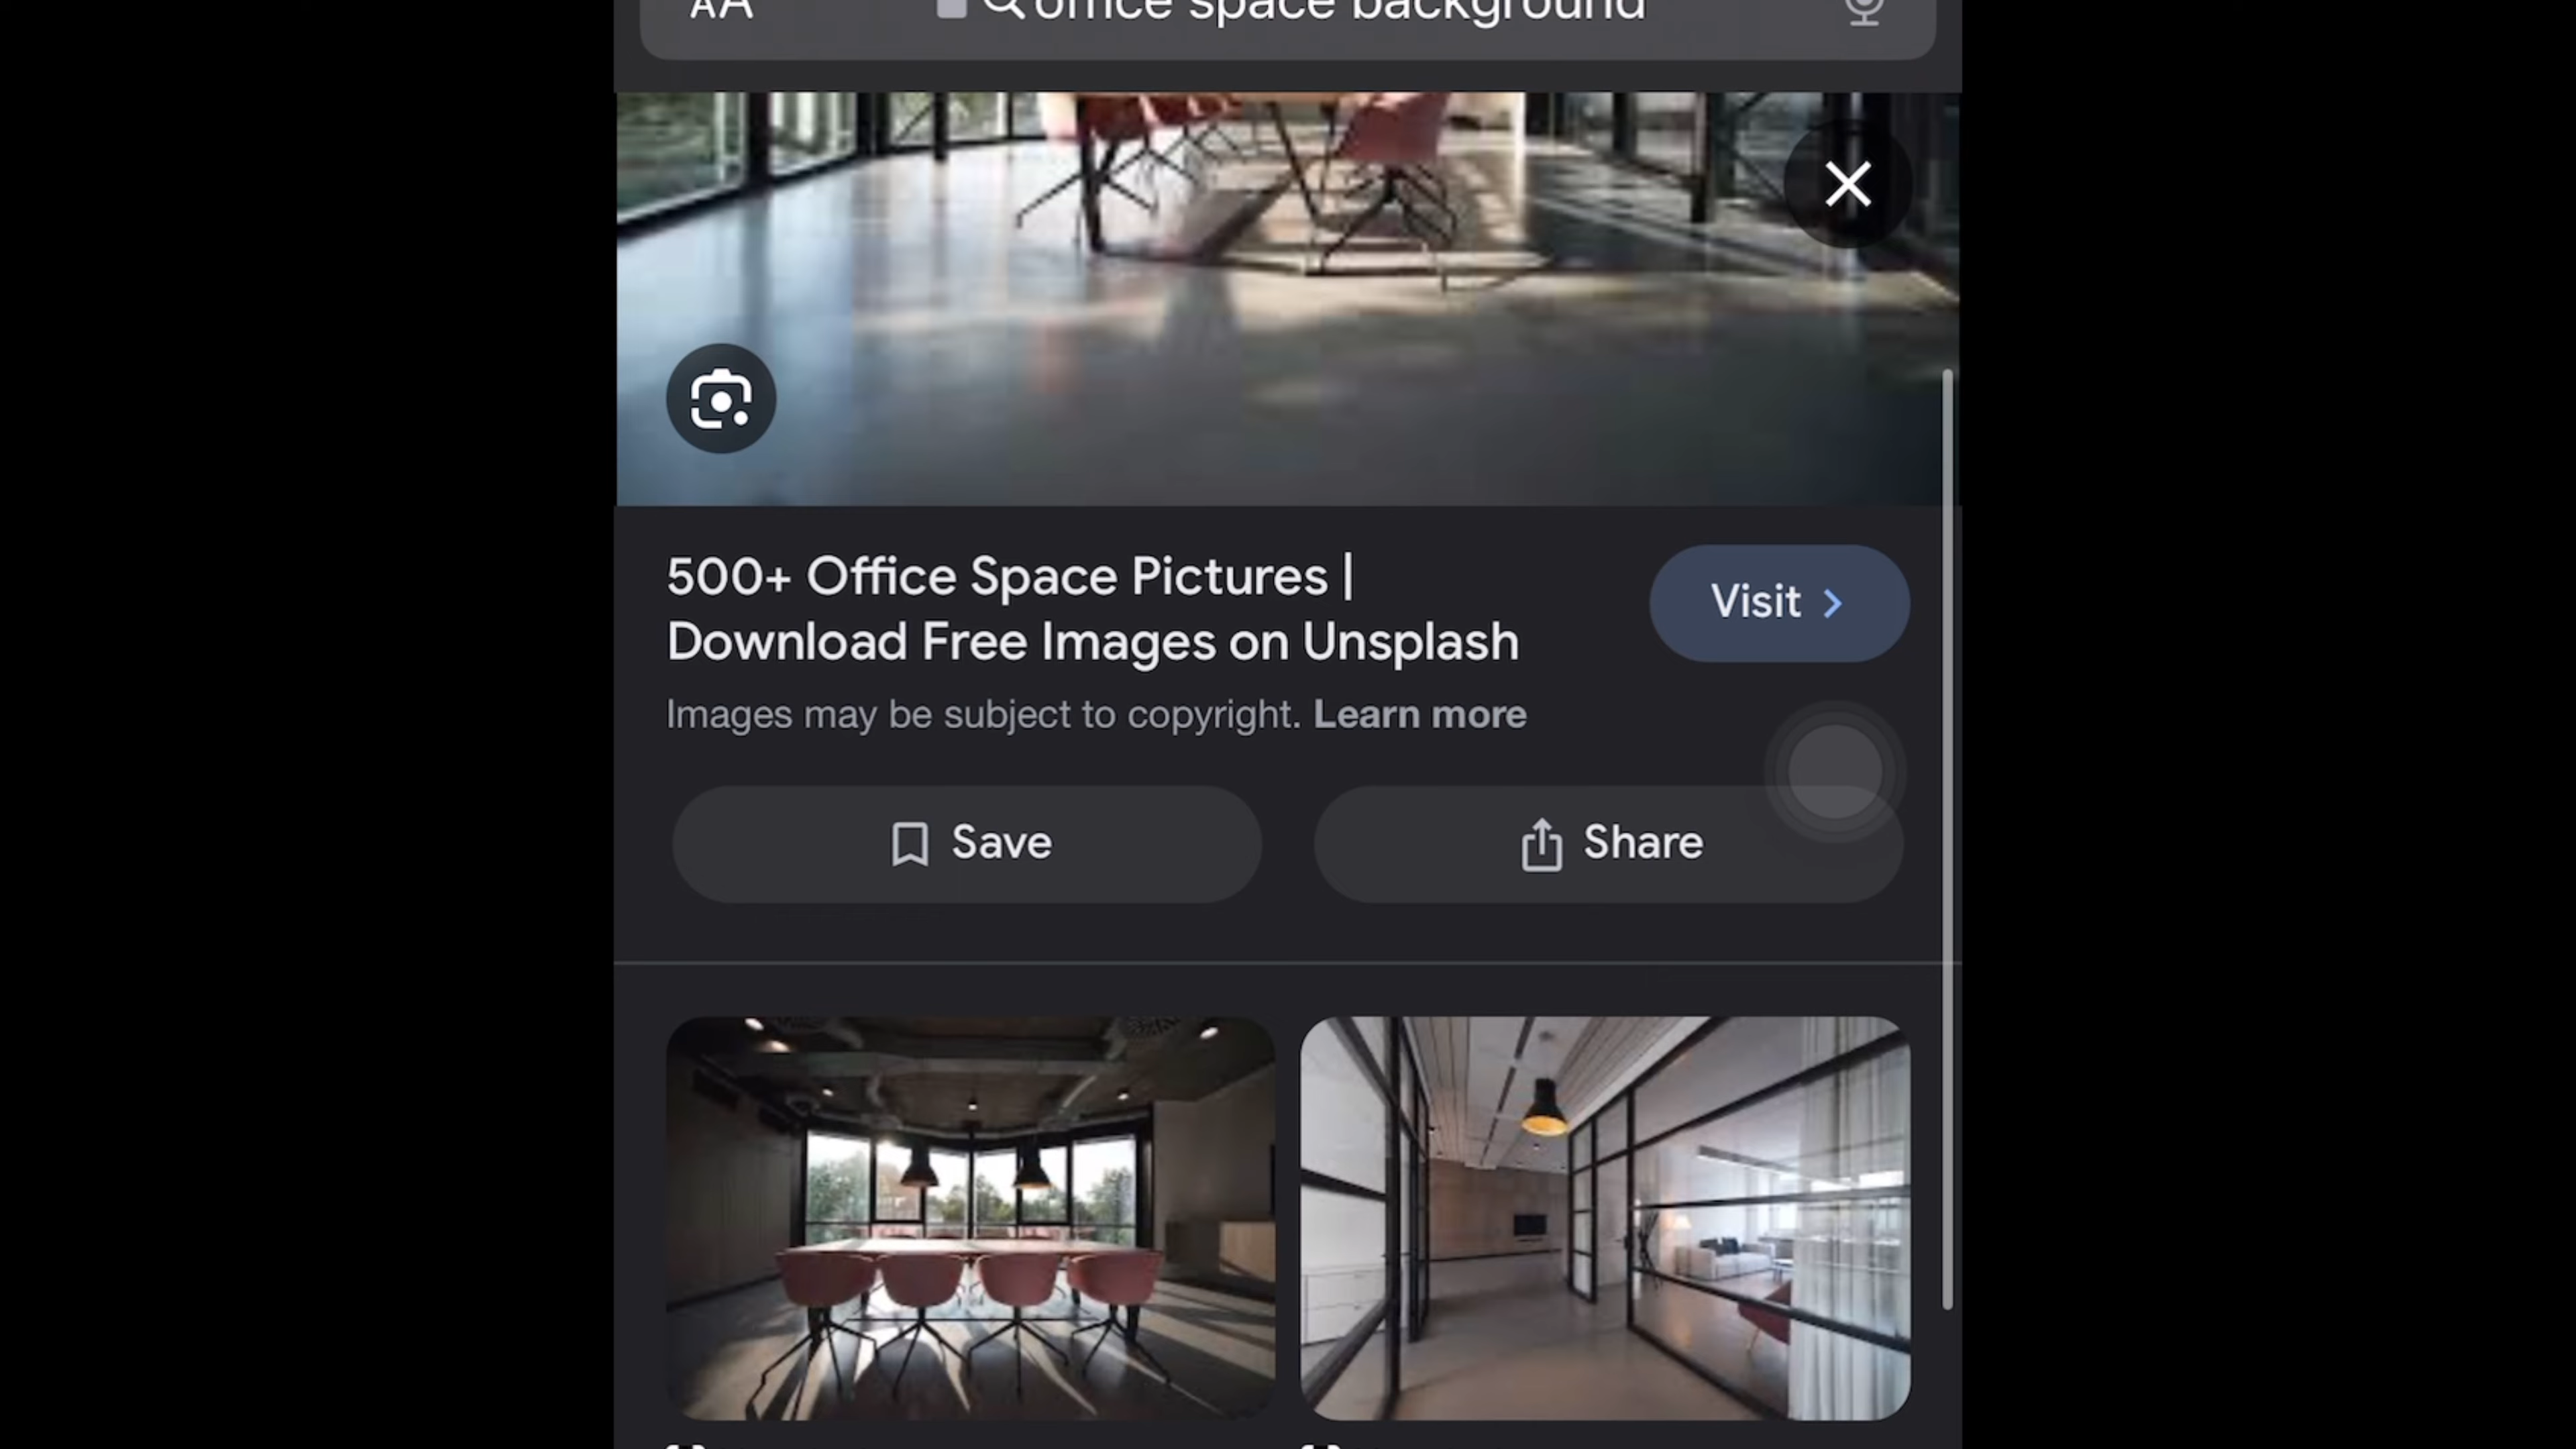 AA office space background
500+ Office Space Pictures |
Download Free Images on Unsplash
Visit
Images may be subject to copyright. Learn more
Save
Share